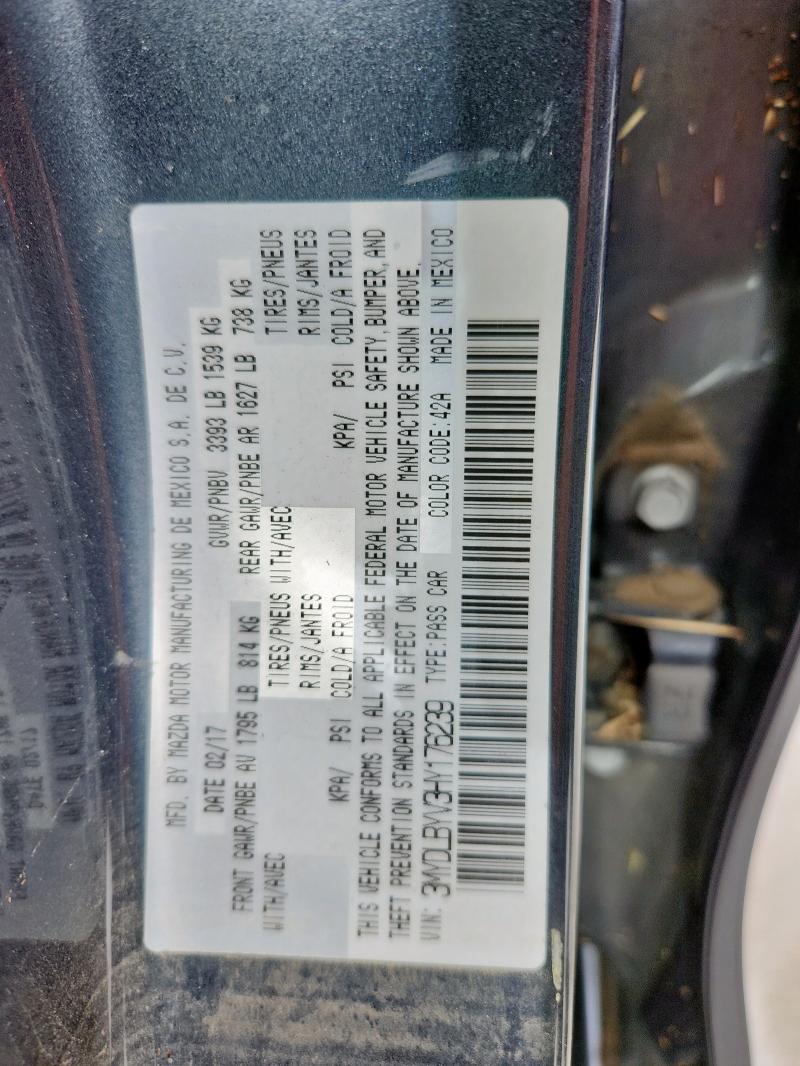 MFD. BY MAZDA MOTOR MANUFACTURING DE MEXICO S.A. DE C.V.
DATE 02/17 GVWR/PNBV 3393 LB 1539 KG
FRONT GAWR/PNBE AV 1795 LB 814 KG REAR GAWR/PNBE AR 1627 LB 738 KG
WITH/AVEC TIRES/PNEUS WITH/AVEC TIRES/PNEUS
RIMS/JANTES RIMS/JANTES
KPA/ PSI COLD/A FROID KPA/ PSI COLD/A FROID
THIS VEHICLE CONFORMS TO ALL APPLICABLE FEDERAL MOTOR VEHICLE SAFETY, BUMPER, AND
THEFT PREVENTION STANDARDS IN EFFECT ON THE DATE OF MANUFACTURE SHOWN ABOVE.
VIN: 3MYDLBYV3HY176239 TYPE:PASS CAR COLOR CODE:42A MADE IN MEXICO